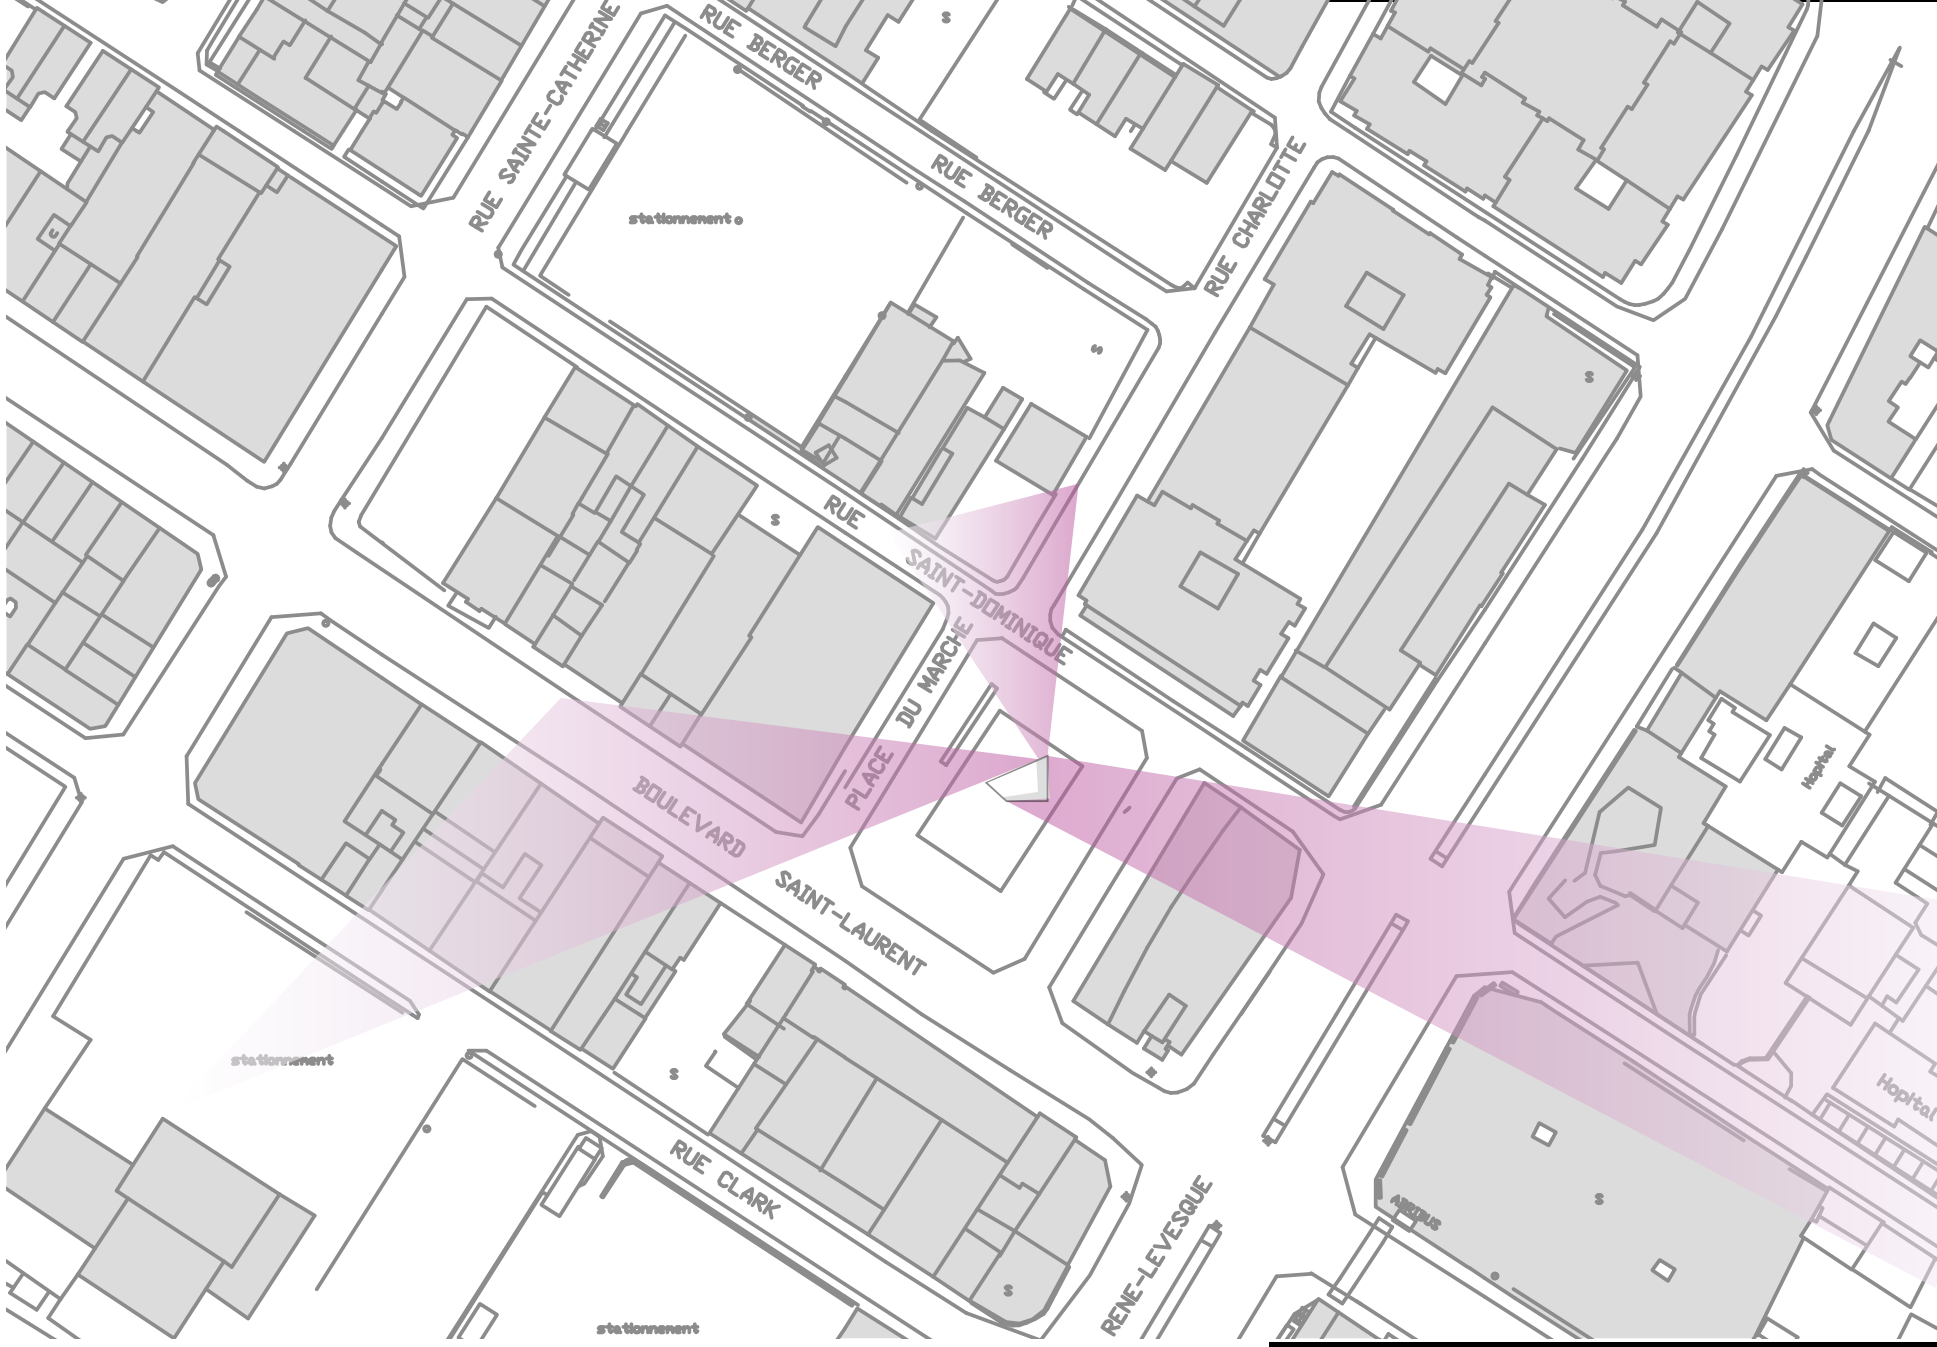 RUE BERGER
RUE SAINTE-CATHERINE
S
RUE BERGER
RUE CHARLOTTE
stationnement
S
S
RUE
SAINT-DOMINIQUE
S
PLACE DU MARCHE
BOULEVARD
SAINT-LAURENT
Hopital
Hopital
stationnement
S
RUE CLARK
S
ABRIBUS
RENE-LEVESQUE
S
stationnement